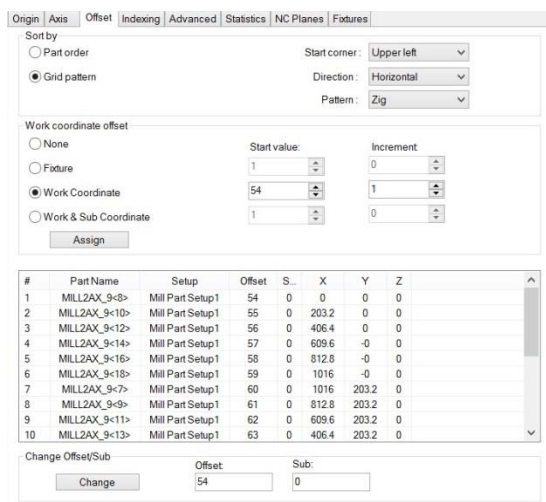 Origin Axis Offset Indexing Advanced Statistics NC Planes Fixtures
Sort by
Part order Start corner : Upper left
Grid pattern Direction : Horizontal
Pattern : Zig
Work coordinate offset
None Start value: Increment:
Fixture 1 0
Work Coordinate 54 1
Work & Sub Coordinate 1 0
Assign
# Part Name Setup Offset S... X Y Z
1 MILL2AX_9<8> Mill Part Setup1 54 0 0 0 0
2 MILL2AX_9<10> Mill Part Setup1 55 0 203.2 0 0
3 MILL2AX_9<12> Mill Part Setup1 56 0 406.4 0 0
4 MILL2AX_9<14> Mill Part Setup1 57 0 609.6 -0 0
5 MILL2AX_9<16> Mill Part Setup1 58 0 812.8 -0 0
6 MILL2AX_9<18> Mill Part Setup1 59 0 1016 -0 0
7 MILL2AX_9<7> Mill Part Setup1 60 0 1016 203.2 0
8 MILL2AX_9<9> Mill Part Setup1 61 0 812.8 203.2 0
9 MILL2AX_9<11> Mill Part Setup1 62 0 609.6 203.2 0
10 MILL2AX_9<13> Mill Part Setup1 63 0 406.4 203.2 0
Change Offset/Sub
Offset: Sub:
Change 54 0